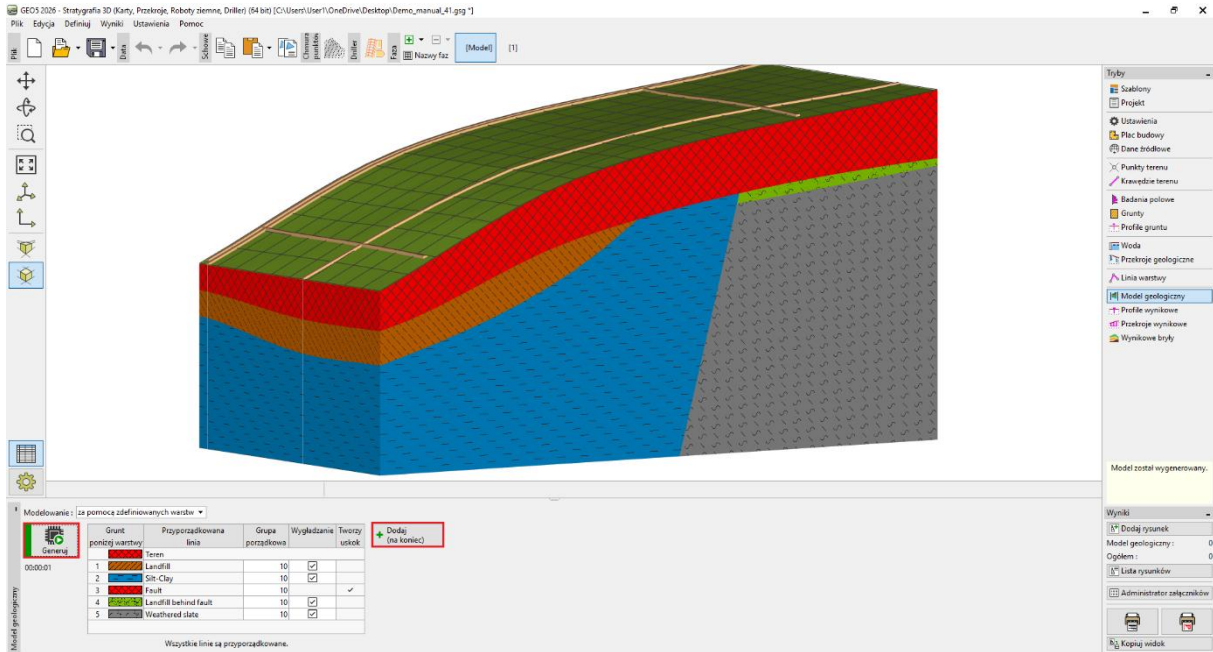 GEO5 2026 - Stratygrafia 3D (Karty, Przekroje, Roboty ziemne, Driller) (64 bit) [C:\Users\User1\OneDrive\Desktop\Demo_manual_41.gsg *]
Plik Edycja Definiuj Wyniki Ustawienia Pomoc
Plik
Data
Schowek
Chmura punktów
Driller
Faza
Nazwy faz
[Model]
[1]
Tryby
Szablony
Projekt
Ustawienia
Plac budowy
Dane źródłowe
Punkty terenu
Krawędzie terenu
Badania polowe
Grunty
Profile gruntu
Woda
Przekroje geologiczne
Linia warstwy
Model geologiczny
Profile wynikowe
Przekroje wynikowe
Wynikowe bryły
Model został wygenerowany.
Modelowanie : za pomocą zdefiniowanych warstw
Generuj
00:00:01
Grunt poniżej warstwy Przyporządkowana linia Grupa porządkowa Wygładzanie Tworzy uskok
Teren
1 Landfill 10
2 Silt-Clay 10
3 Fault 10
4 Landfill behind fault 10
5 Weathered slate 10
Wszystkie linie są przyporządkowane.
Dodaj
(na koniec)
Model geologiczny
Wyniki
Dodaj rysunek
Model geologiczny : 0
Ogółem : 0
Lista rysunków
Administrator załączników
Kopiuj widok